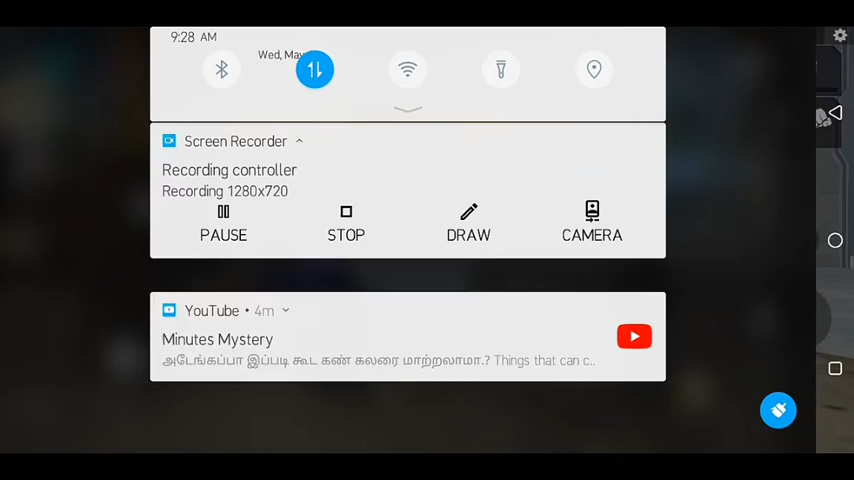 9:28 AM
Wed, May
Screen Recorder
Recording controller
Recording 1280x720
PAUSE STOP DRAW CAMERA
YouTube • 4m
Minutes Mystery
அடேங்கப்பா இப்படி கூட கண் கலரை மாற்றலாமா.? Things that can c..